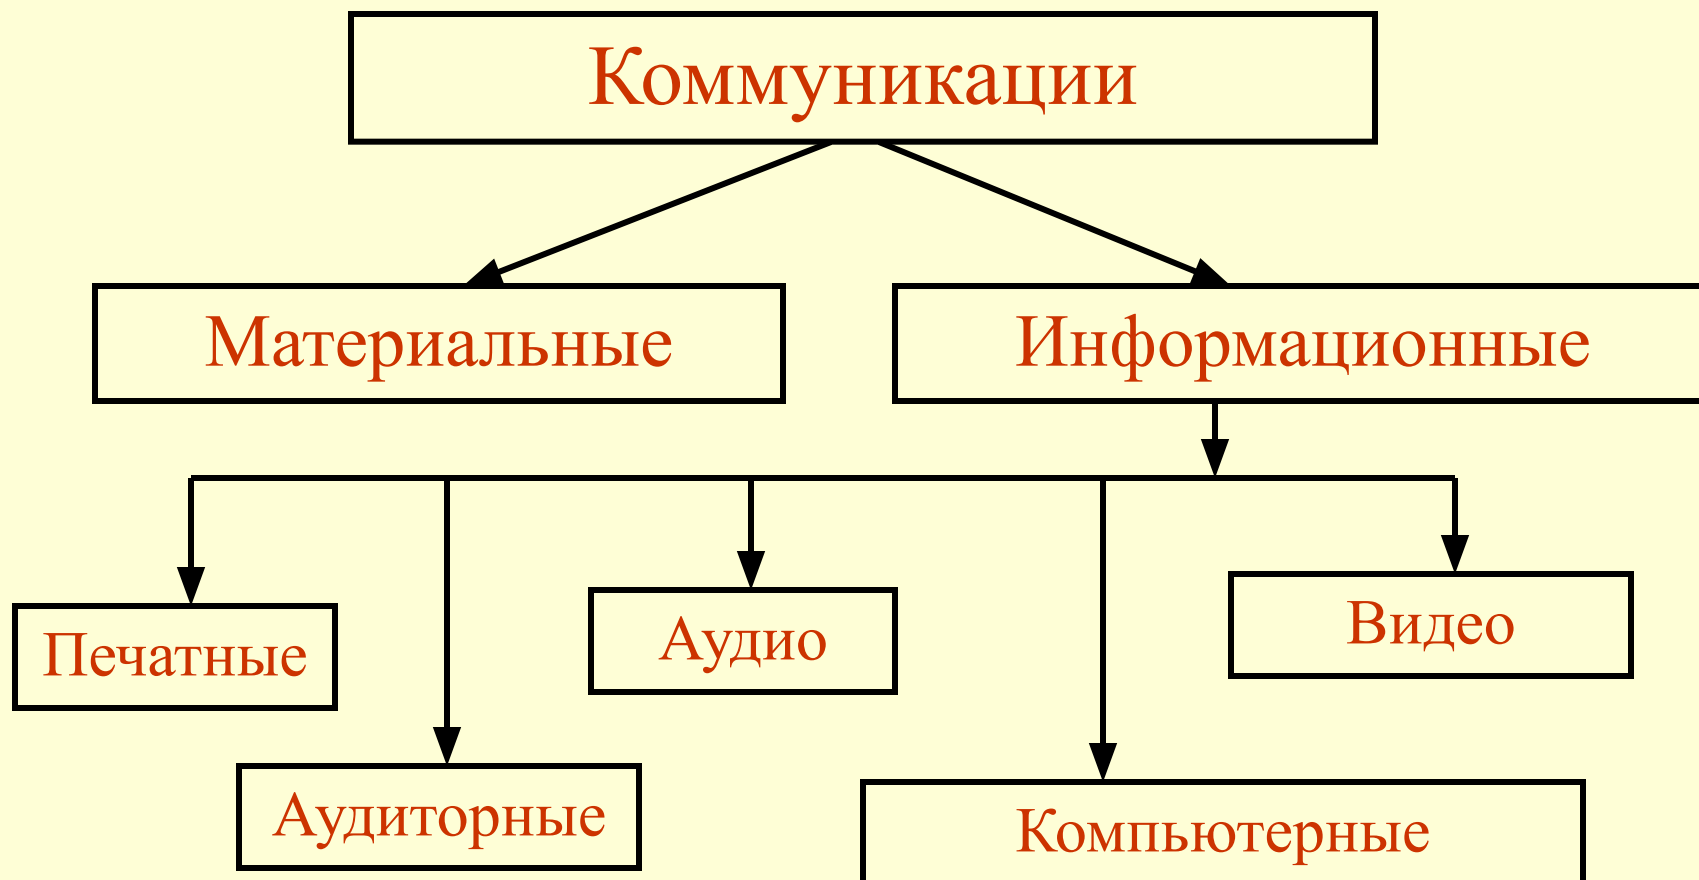 Коммуникации
Материальные
Информационные
Печатные
Аудиторные
Аудио
Компьютерные
Видео